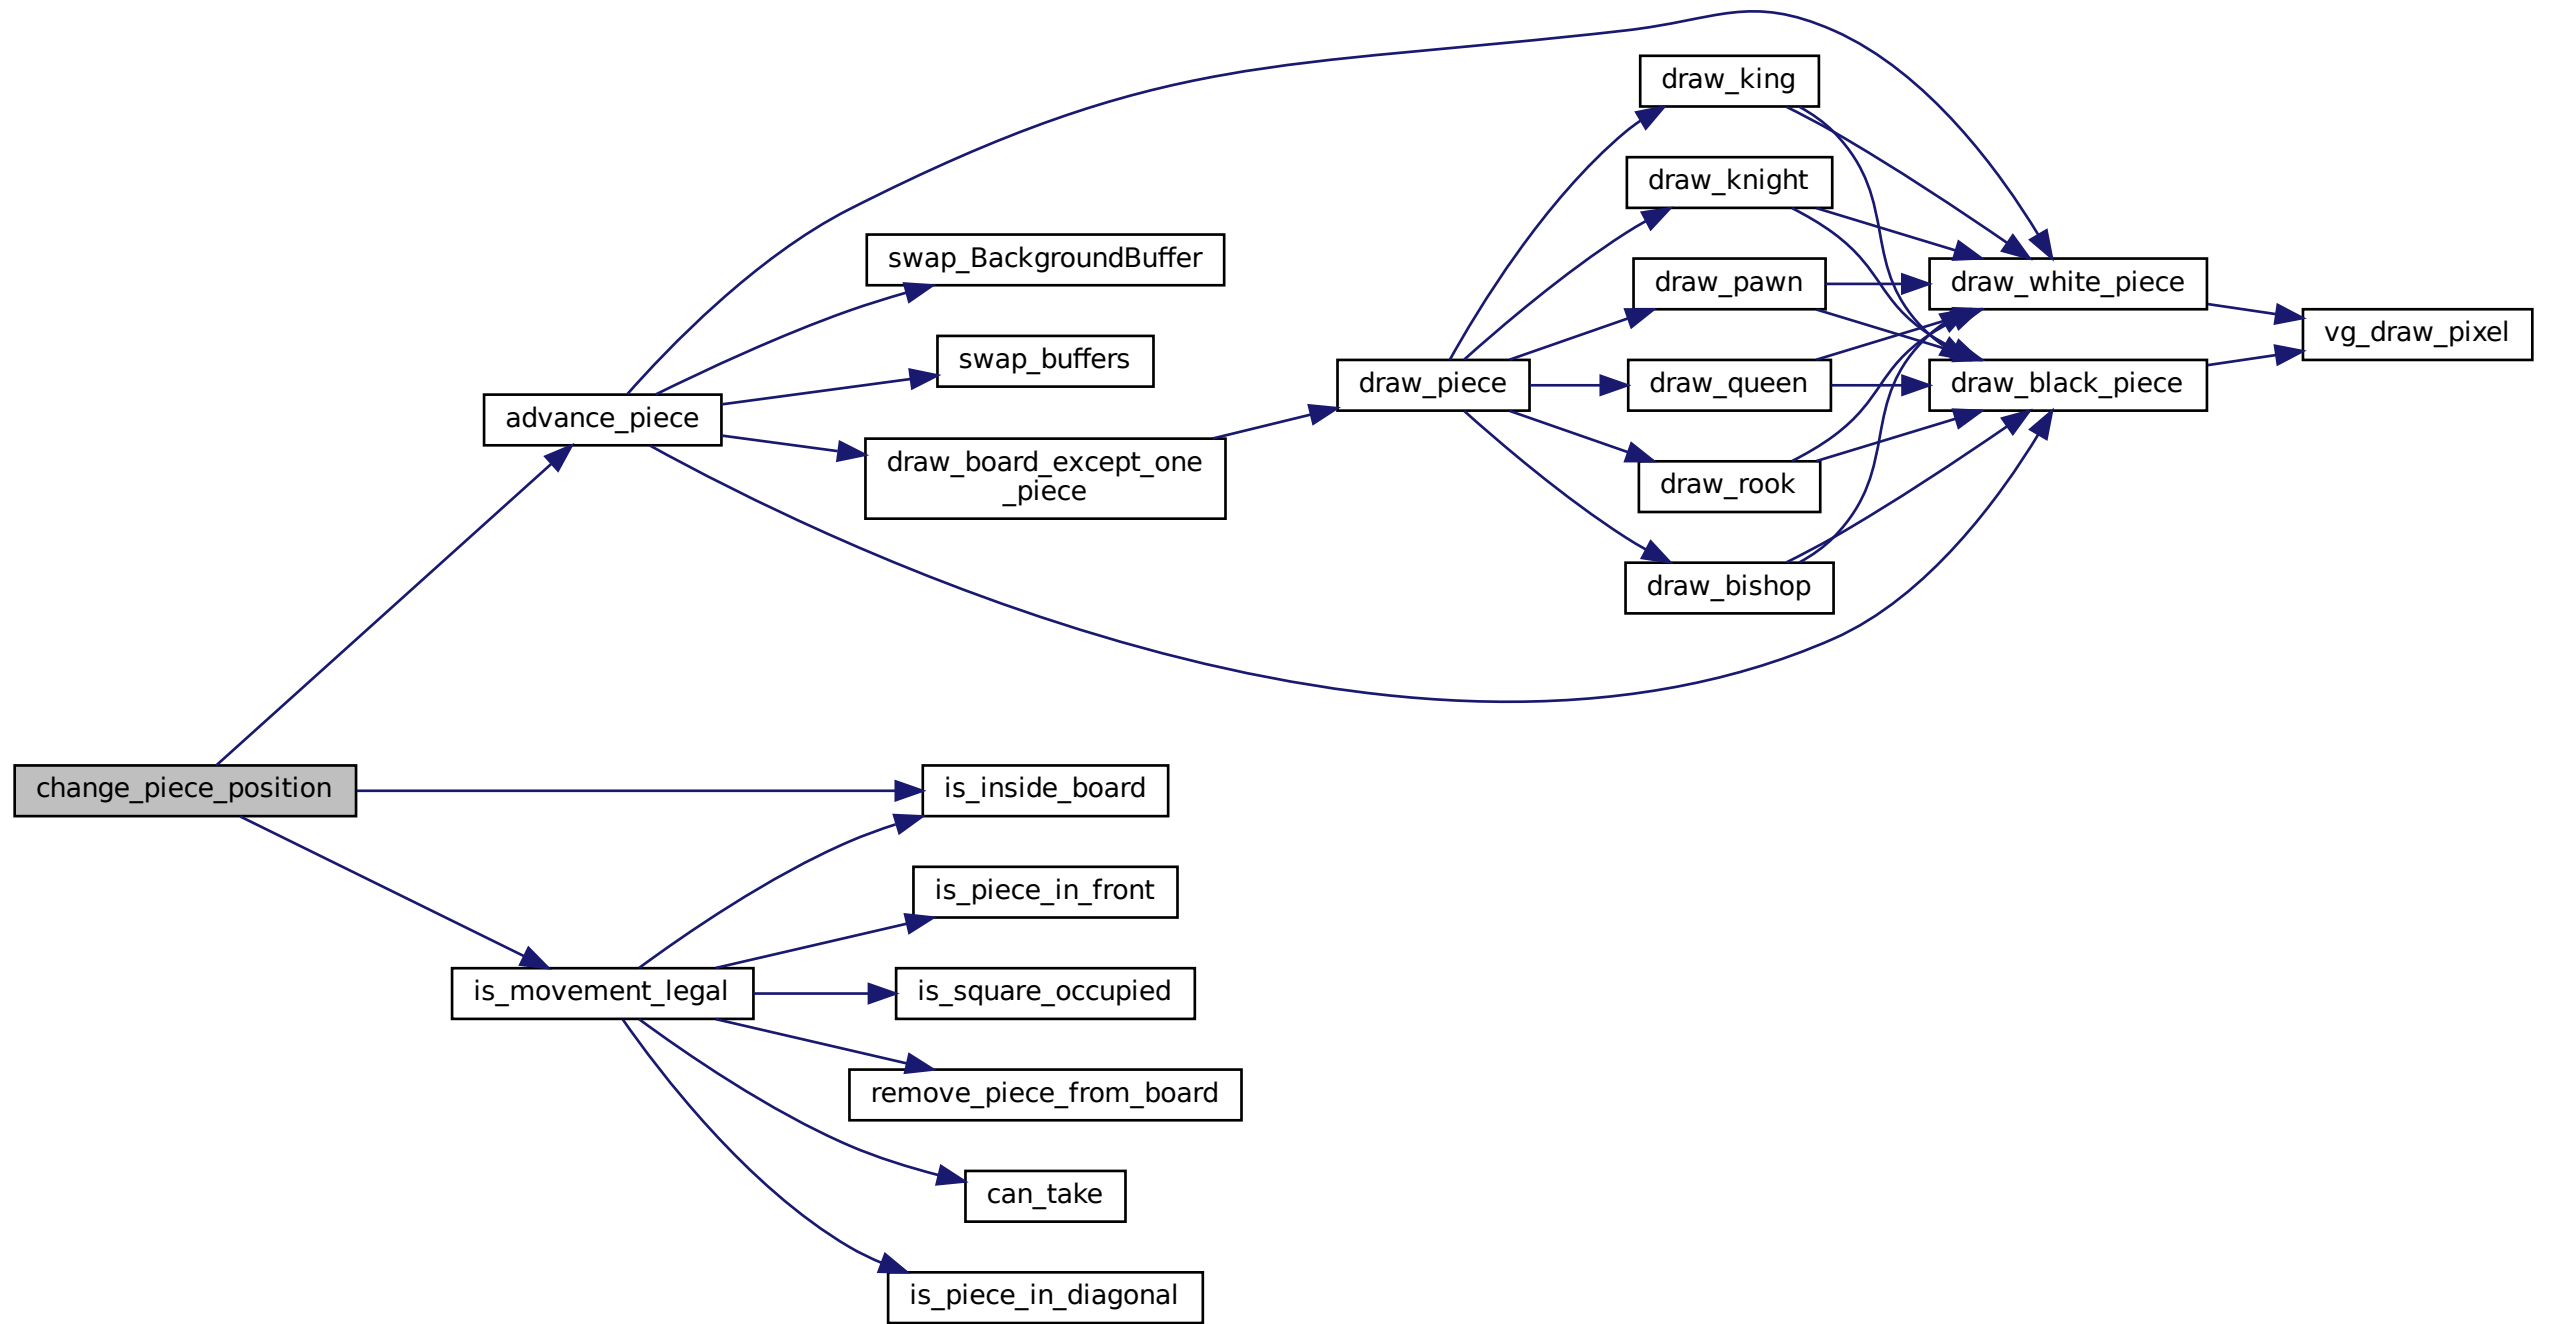 change_piece_position
advance_piece
swap_BackgroundBuffer
swap_buffers
draw_board_except_one
_piece
draw_piece
draw_king
draw_knight
draw_pawn
draw_queen
draw_rook
draw_bishop
draw_white_piece
draw_black_piece
vg_draw_pixel
is_inside_board
is_movement_legal
is_piece_in_front
is_square_occupied
remove_piece_from_board
can_take
is_piece_in_diagonal